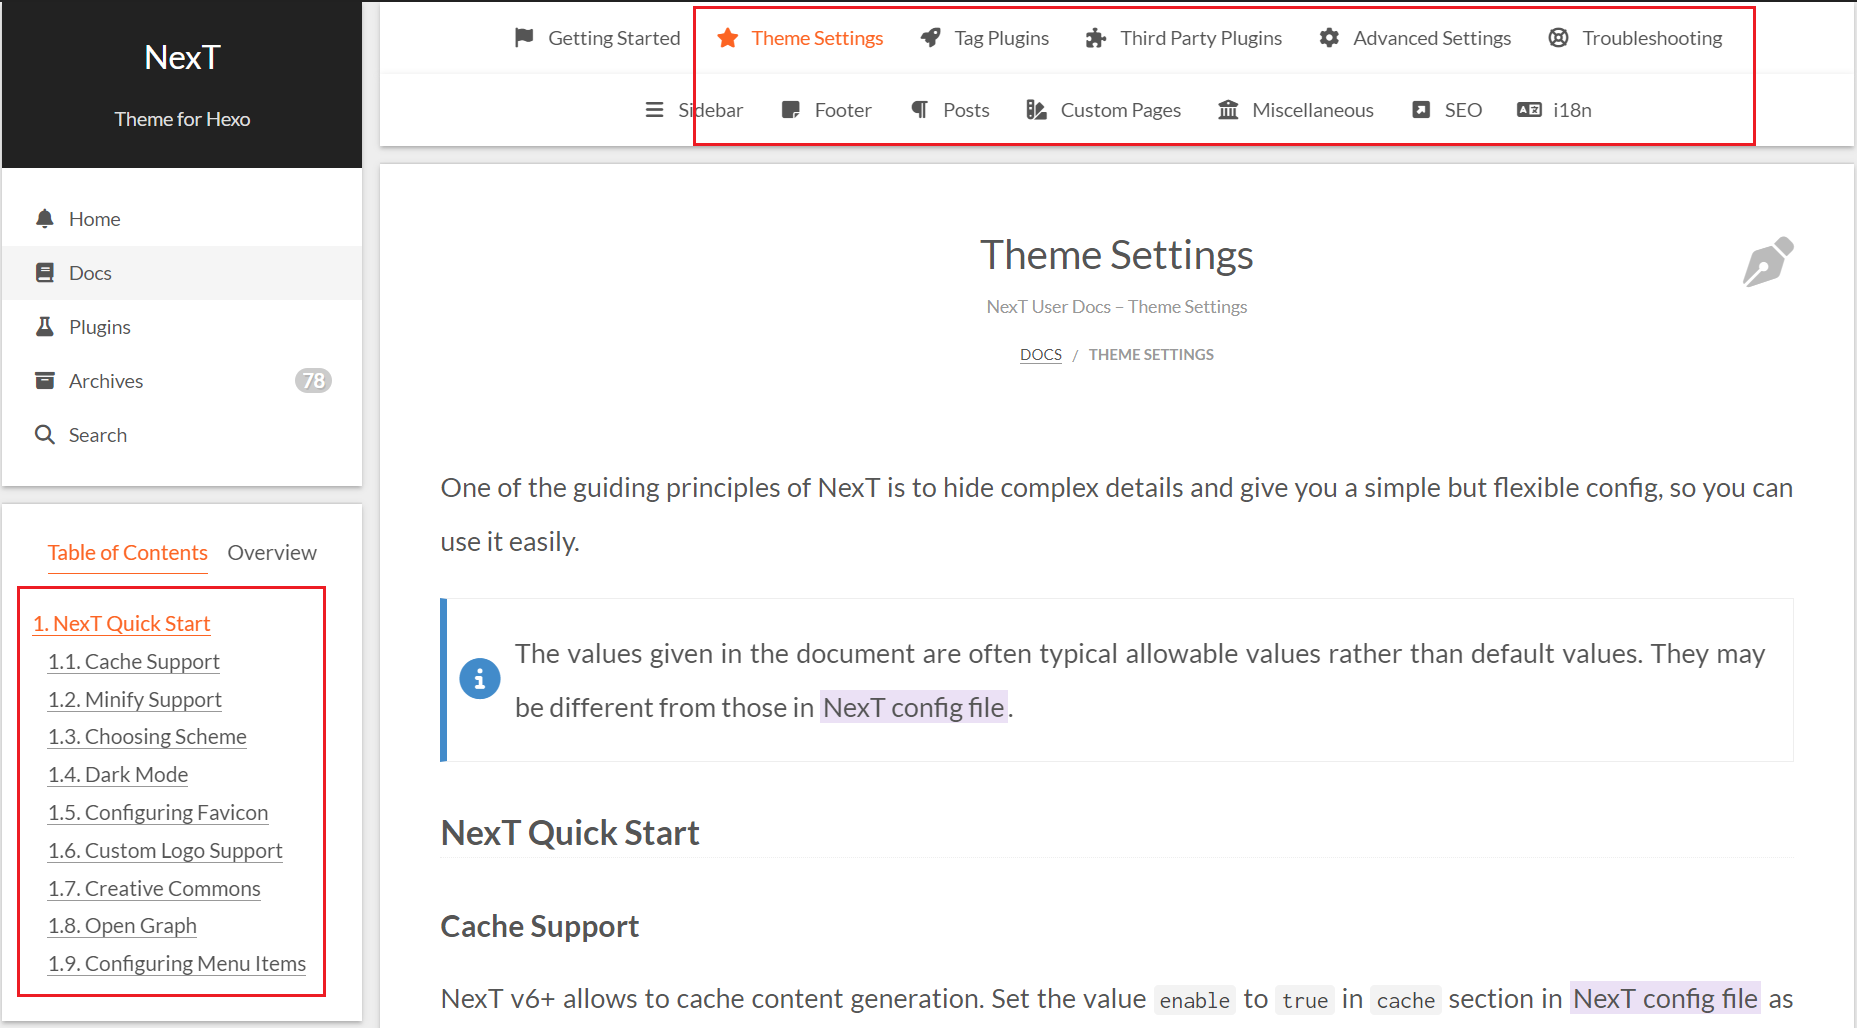 NexT
Theme for Hexo
Home
Docs
Plugins
Archives 78
Search
Table of Contents Overview
1. NexT Quick Start
1.1. Cache Support
1.2. Minify Support
1.3. Choosing Scheme
1.4. Dark Mode
1.5. Configuring Favicon
1.6. Custom Logo Support
1.7. Creative Commons
1.8. Open Graph
1.9. Configuring Menu Items
Getting Started Theme Settings Tag Plugins Third Party Plugins Advanced Settings Troubleshooting
Sidebar Footer Posts Custom Pages Miscellaneous SEO i18n
Theme Settings
NexT User Docs – Theme Settings
DOCS / THEME SETTINGS
One of the guiding principles of NexT is to hide complex details and give you a simple but flexible config, so you can
use it easily.
The values given in the document are often typical allowable values rather than default values. They may
be different from those in NexT config file.
NexT Quick Start
Cache Support
NexT v6+ allows to cache content generation. Set the value enable to true in cache section in NexT config file as